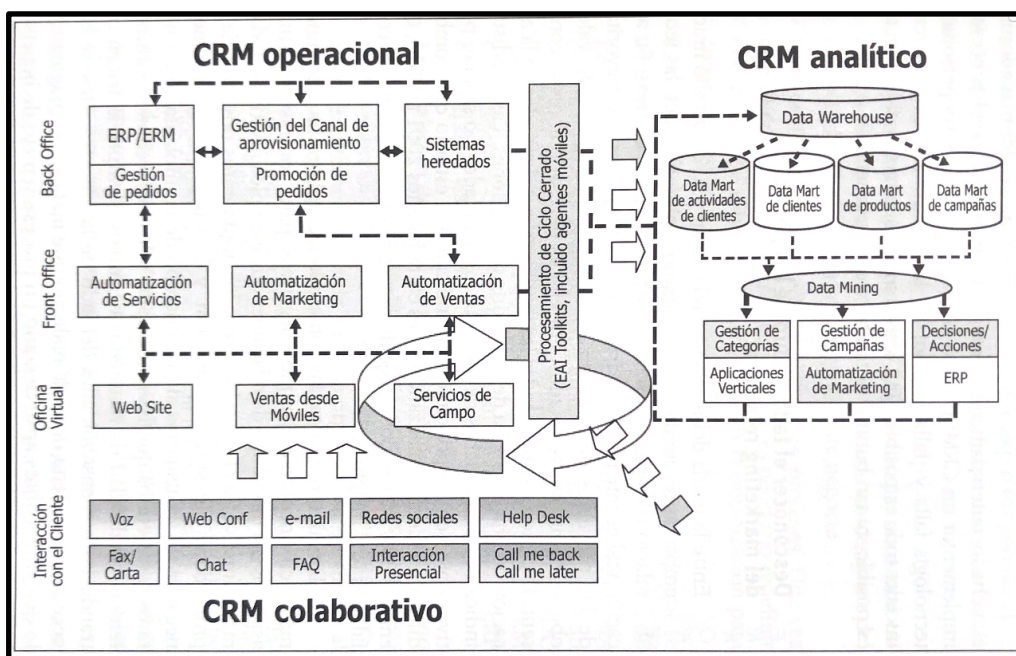 CRM operacional
CRM analítico
Back Office
ERP/ERM
Gestión
de pedidos
Gestión del Canal de
aprovisionamiento
Promoción de
pedidos
Sistemas
heredados
Front Office
Automatización
de Servicios
Automatización
de Marketing
Automatización
de Ventas
Oficina
Virtual
Web Site
Ventas desde
Móviles
Servicios de
Campo
Procesamiento de Ciclo Cerrado
(EAI Toolkits, incluido agentes móviles)
Data Warehouse
Data Mart
de actividades
de clientes
Data Mart
de clientes
Data Mart
de productos
Data Mart
de campañas
Data Mining
Gestión de
Categorías
Aplicaciones
Verticales
Gestión de
Campañas
Automatización
de Marketing
Decisiones/
Acciones
ERP
Interacción
con el Cliente
Voz
Web Conf
e-mail
Redes sociales
Help Desk
Fax/
Carta
Chat
FAQ
Interacción
Presencial
Call me back
Call me later
CRM colaborativo